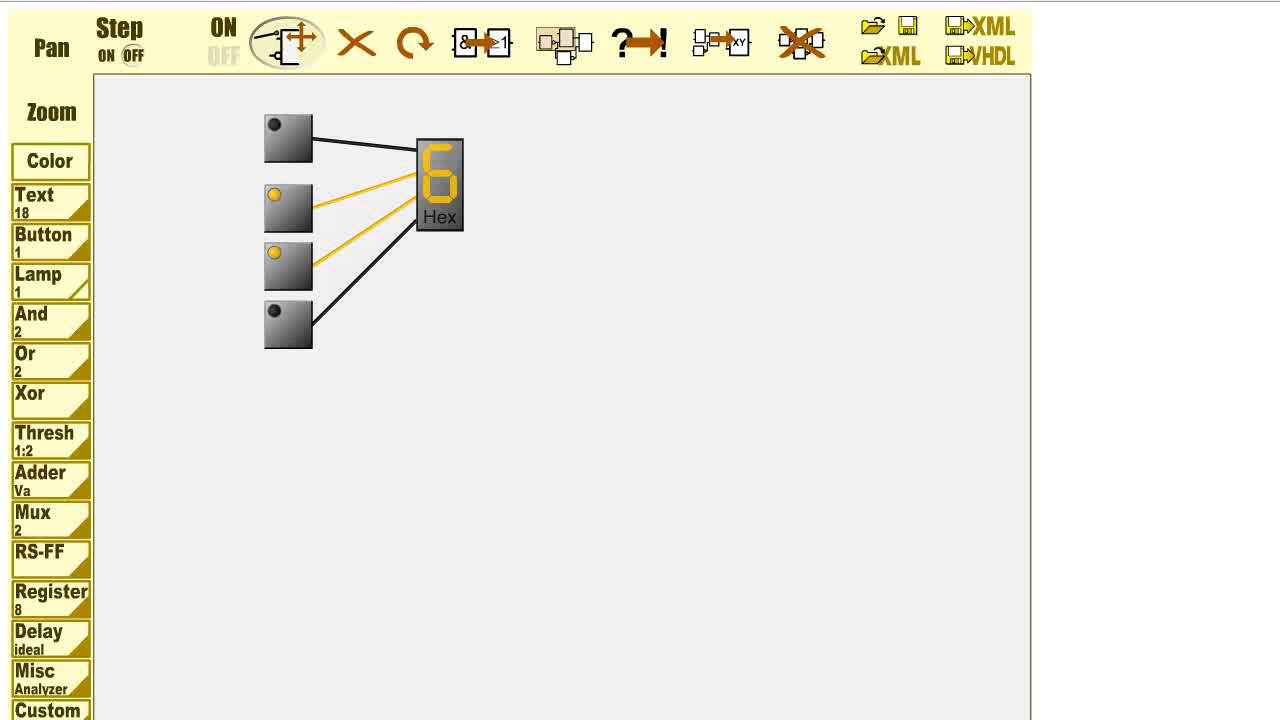 Pan
Step
ON OFF
ON
OFF
&
≥1
?
!
XY
XML
XML
VHDL
Zoom
Color
Text
18
Button
1
Lamp
1
And
2
Or
2
Xor
Thresh
1:2
Adder
Va
Mux
2
RS-FF
Register
8
Delay
ideal
Misc
Analyzer
Custom
6
Hex